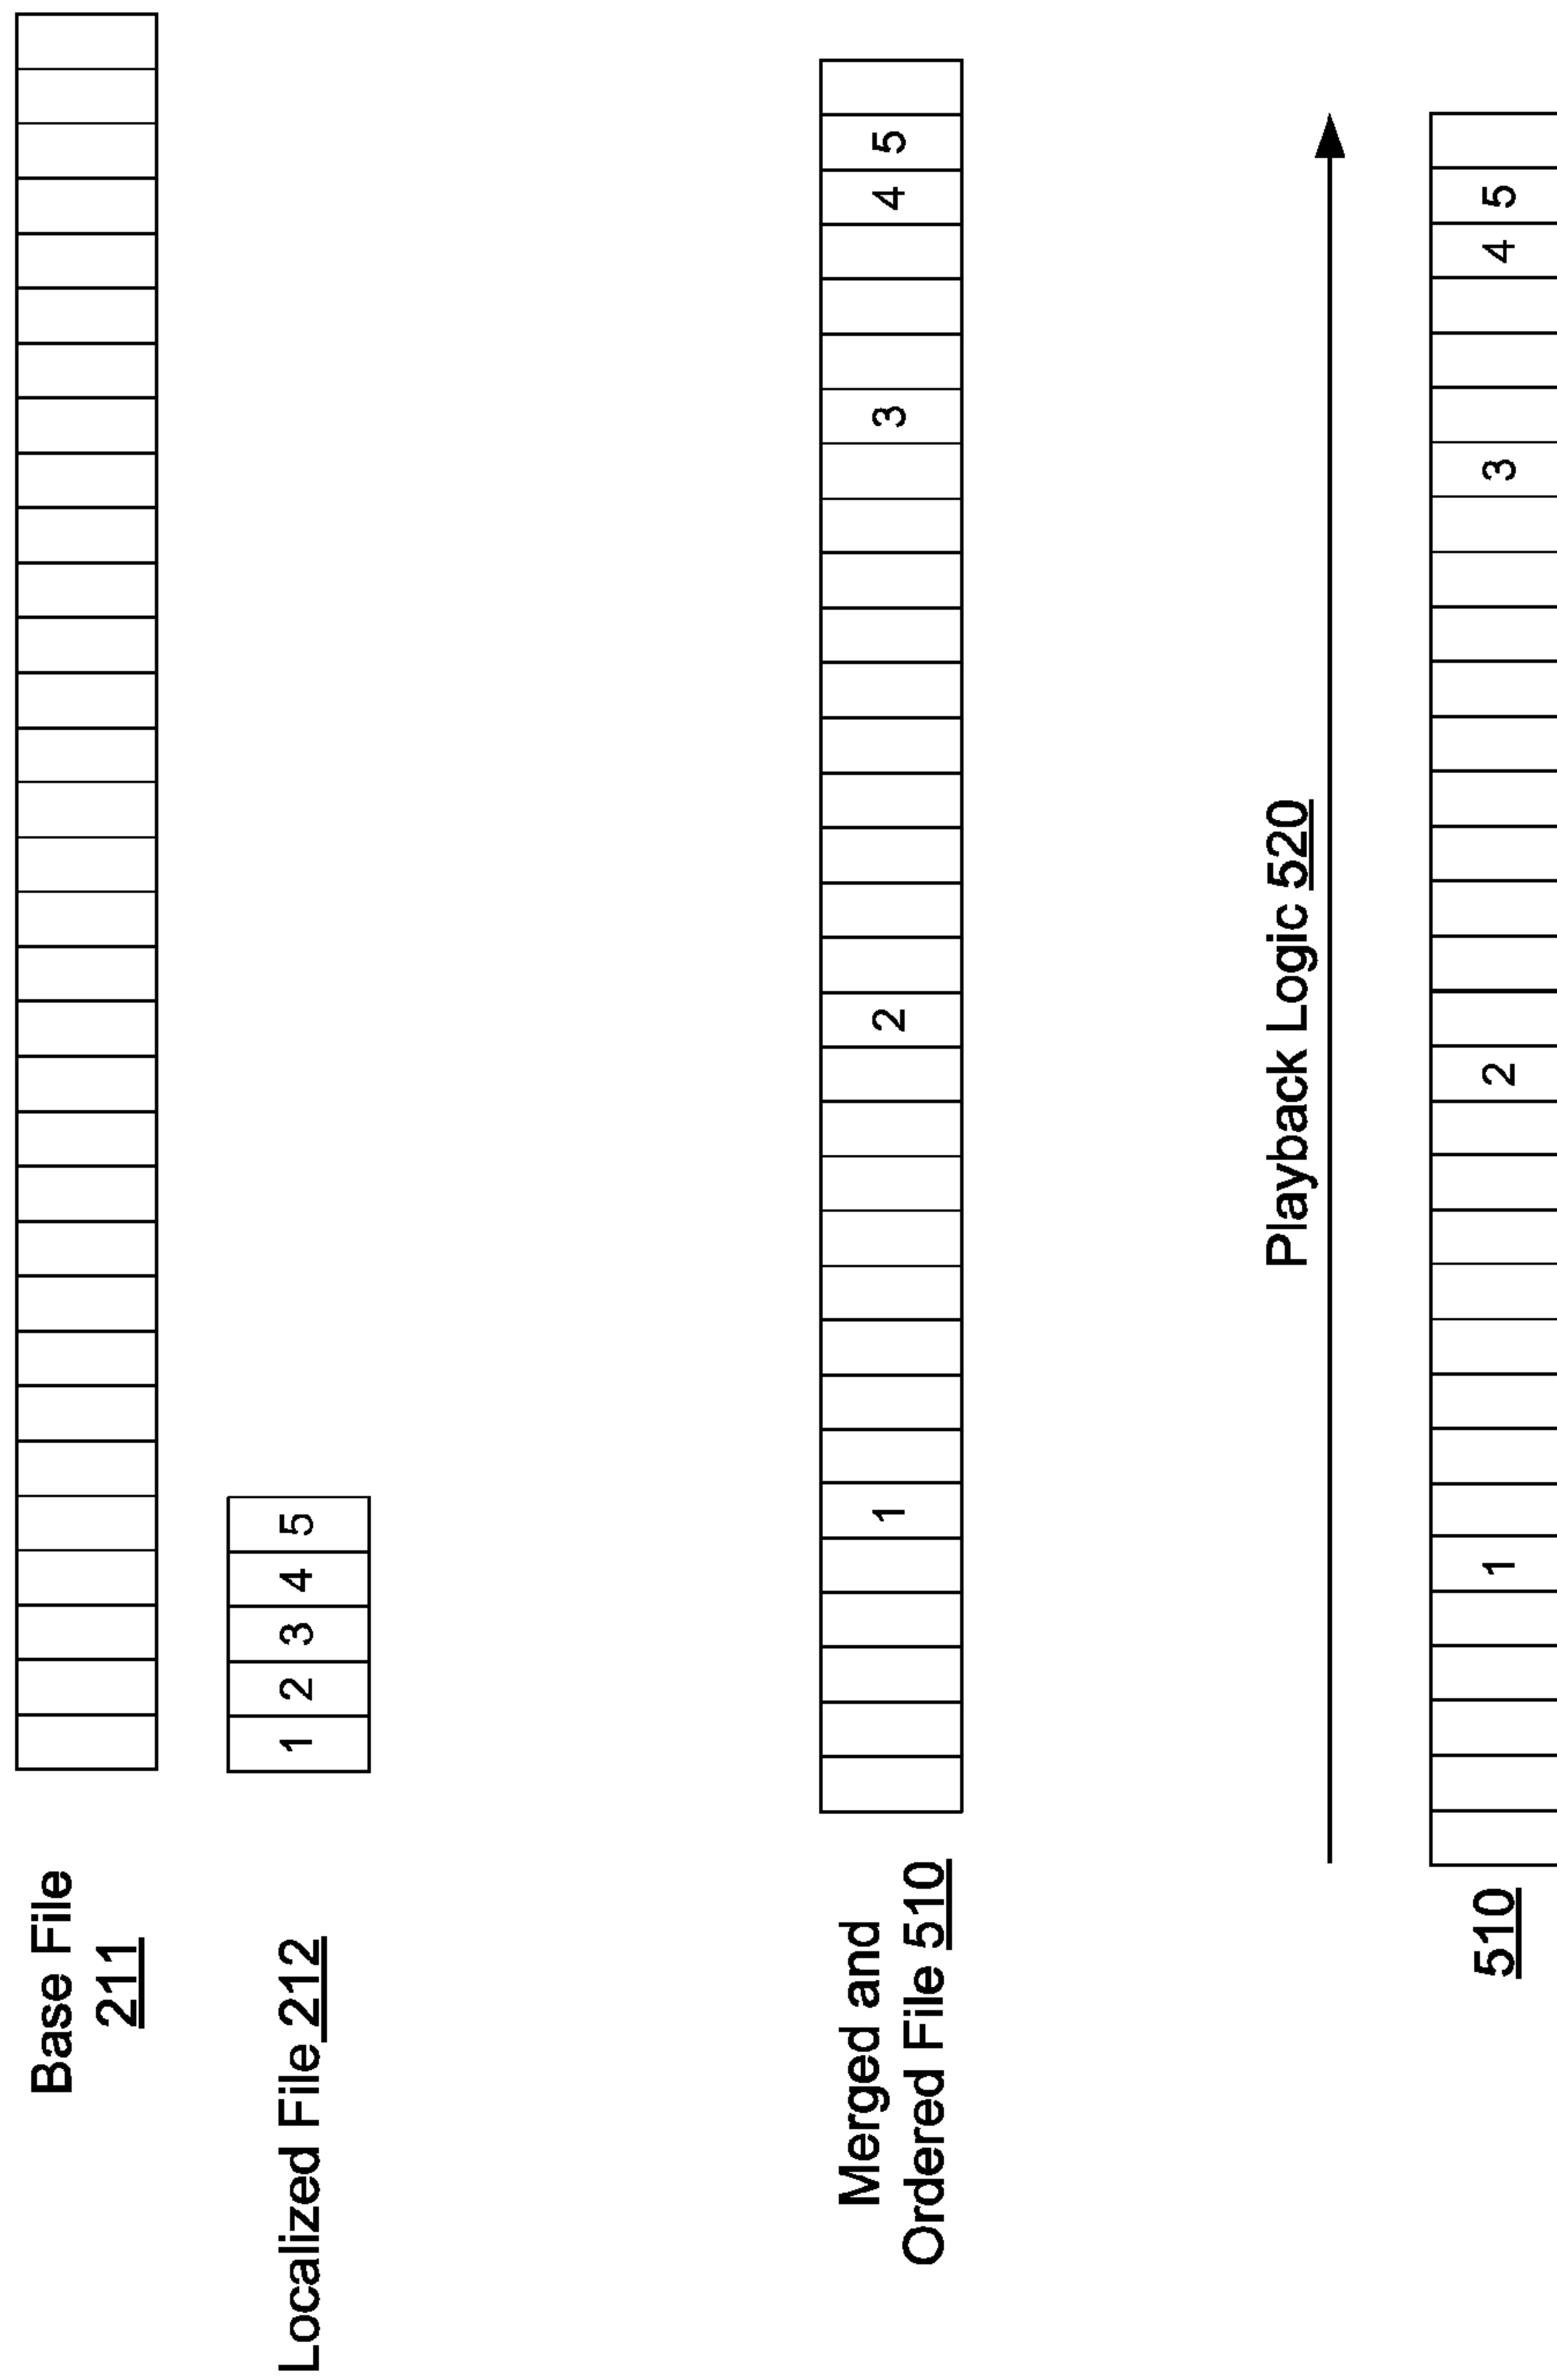 Base File
211
Localized File 212
1 2 3 4 5
Merged and
Ordered File 510
1 2 3 4 5
Playback Logic 520
510
1 2 3 4 5